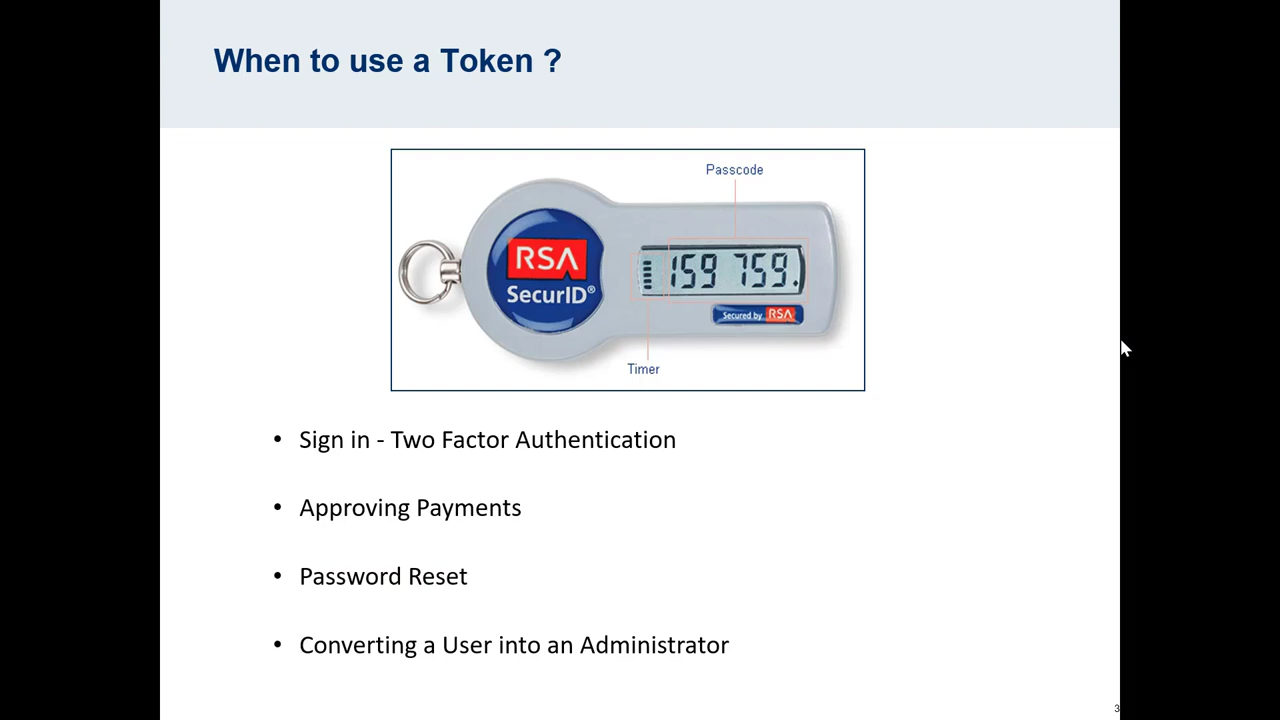 When to use a Token ?
Passcode
RSA
SecurID®
159 759.
Secured by RSA
Timer
• Sign in - Two Factor Authentication
• Approving Payments
• Password Reset
• Converting a User into an Administrator
3